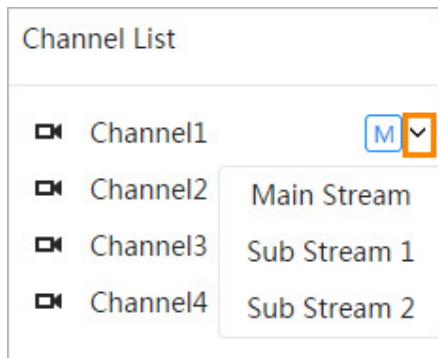 Channel List
Channel1 M
Channel2
Main Stream
Channel3
Sub Stream 1
Channel4
Sub Stream 2